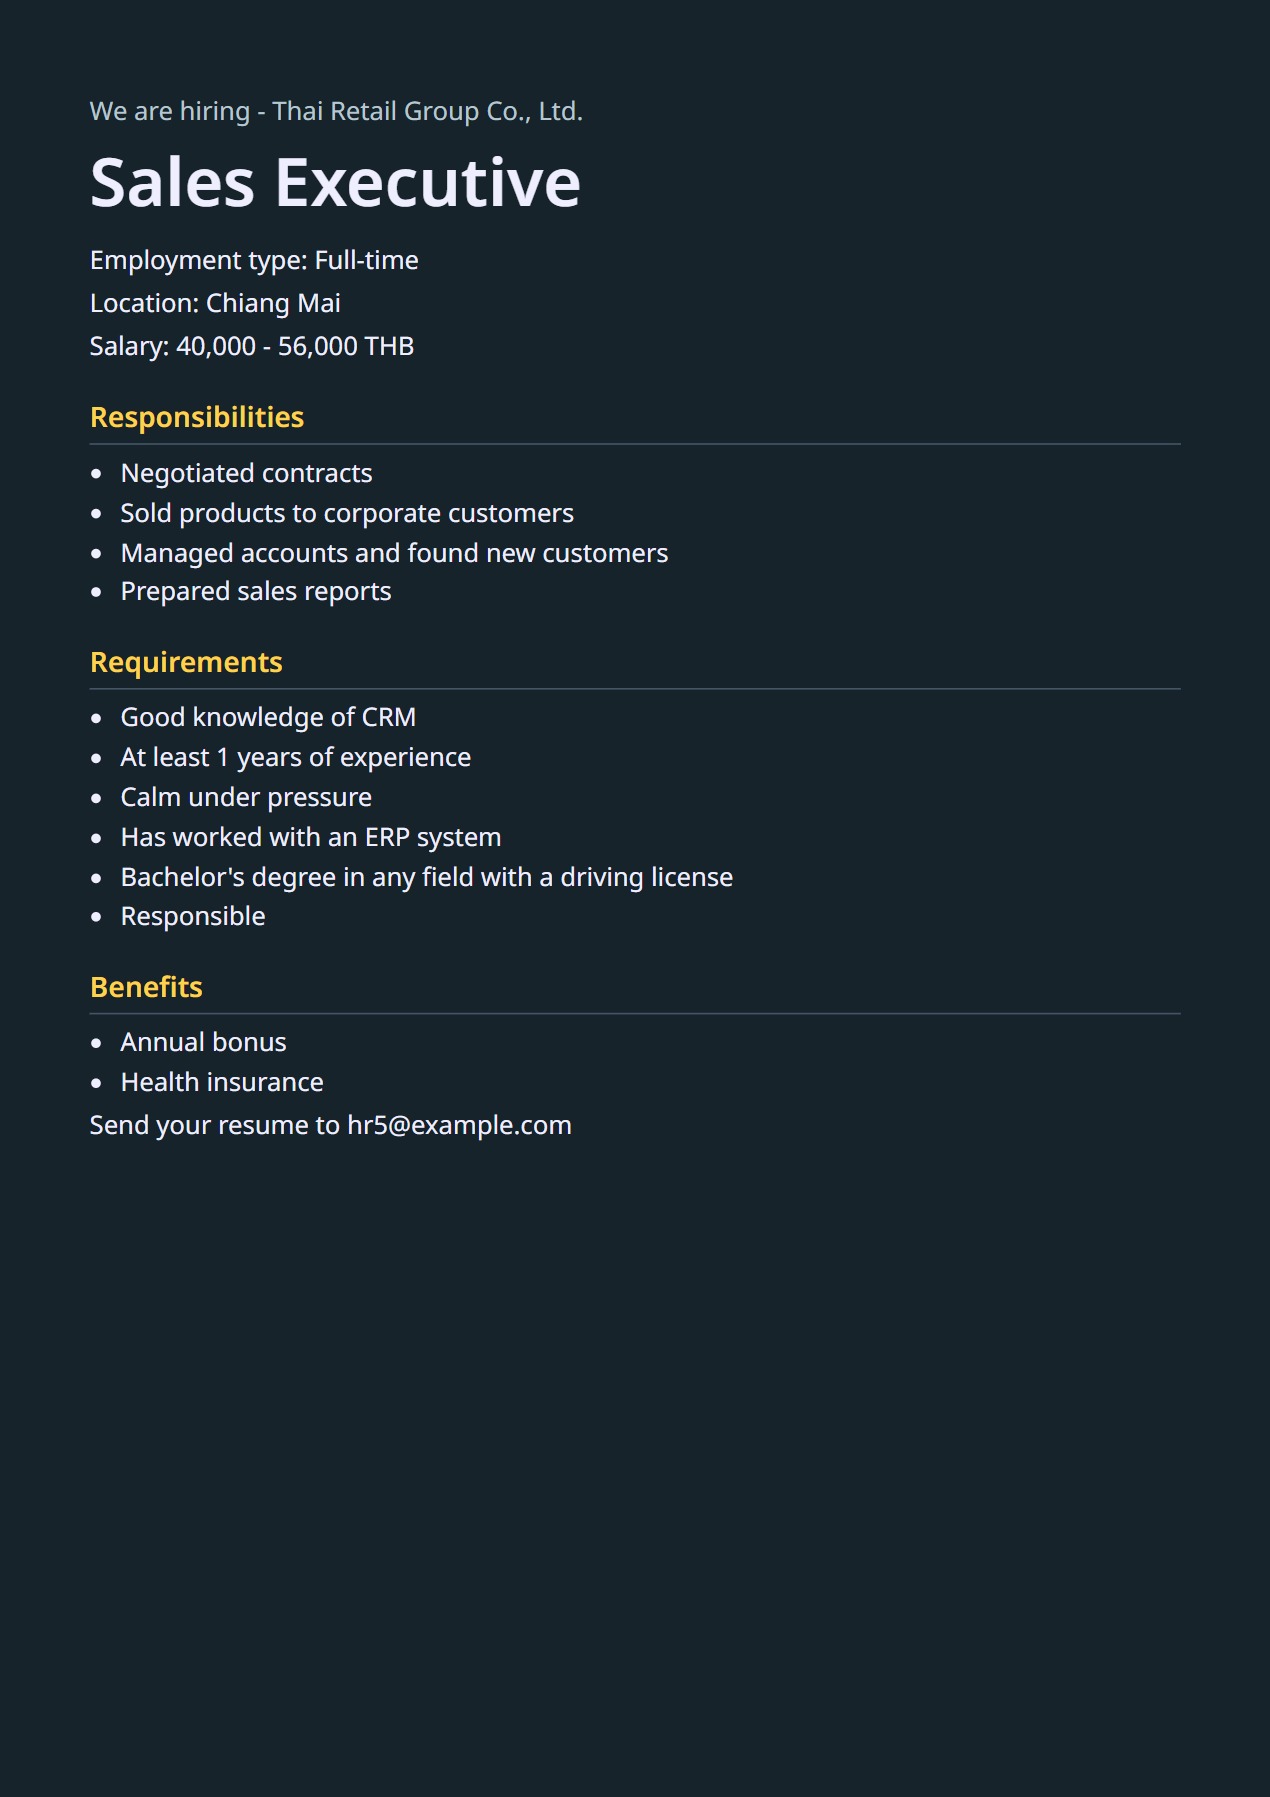 We are hiring - Thai Retail Group Co., Ltd.
Sales Executive
Employment type: Full-time
Location: Chiang Mai
Salary: 40,000 - 56,000 THB
Responsibilities
• Negotiated contracts
• Sold products to corporate customers
• Managed accounts and found new customers
• Prepared sales reports
Requirements
• Good knowledge of CRM
• At least 1 years of experience
• Calm under pressure
• Has worked with an ERP system
• Bachelor's degree in any field with a driving license
• Responsible
Benefits
• Annual bonus
• Health insurance
Send your resume to hr5@example.com